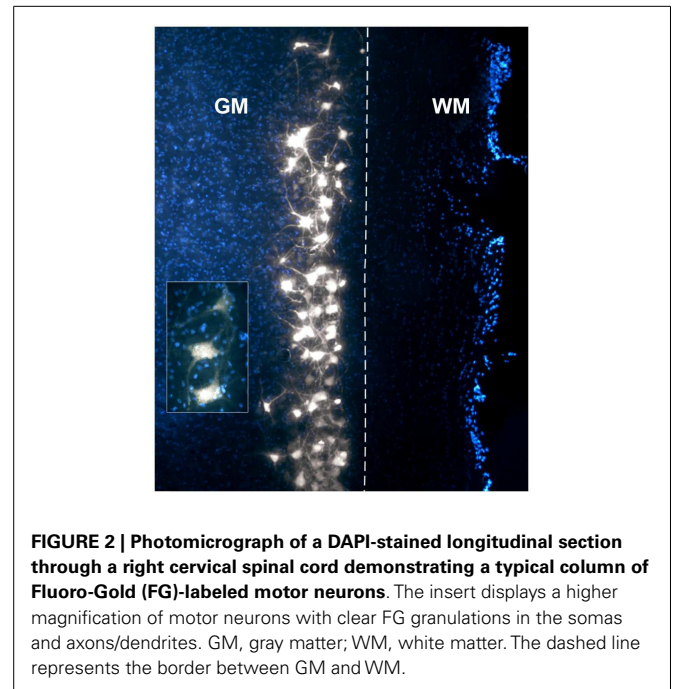 GM WM
FIGURE 2 | Photomicrograph of a DAPI-stained longitudinal section
through a right cervical spinal cord demonstrating a typical column of
Fluoro-Gold (FG)-labeled motor neurons. The insert displays a higher
magnification of motor neurons with clear FG granulations in the somas
and axons/dendrites. GM, gray matter; WM, white matter. The dashed line
represents the border between GM and WM.